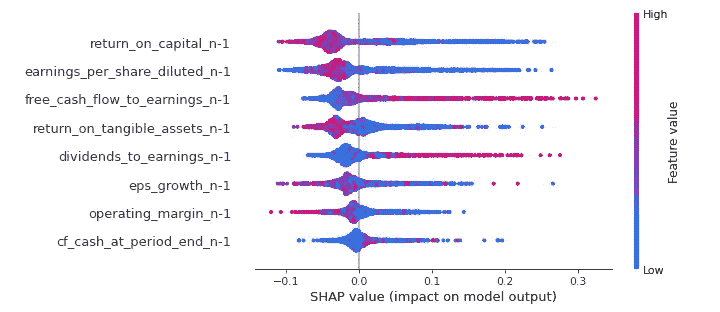 High
return_on_capital_n-1
earnings_per_share_diluted_n-1
free_cash_flow_to_earnings_n-1
return_on_tangible_assets_n-1
dividends_to_earnings_n-1
eps_growth_n-1
operating_margin_n-1
cf_cash_at_period_end_n-1
Feature value
Low
−0.1 0.0 0.1 0.2 0.3
SHAP value (impact on model output)